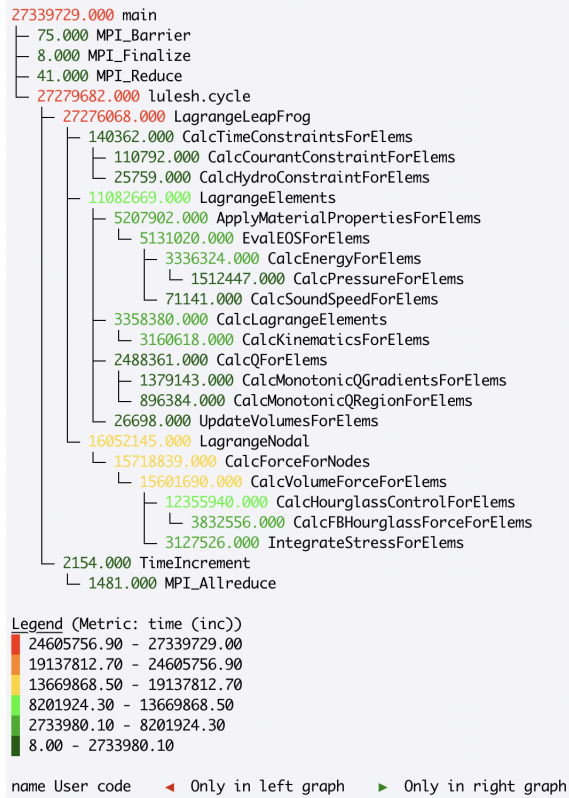 27339729.000 main
├─ 75.000 MPI_Barrier
├─ 8.000 MPI_Finalize
├─ 41.000 MPI_Reduce
└─ 27279682.000 lulesh.cycle
   ├─ 27276068.000 LagrangeLeapFrog
   │  ├─ 140362.000 CalcTimeConstraintsForElems
   │  │  ├─ 110792.000 CalcCourantConstraintForElems
   │  │  └─ 25759.000 CalcHydroConstraintForElems
   │  ├─ 11082669.000 LagrangeElements
   │  │  ├─ 5207902.000 ApplyMaterialPropertiesForElems
   │  │  │  └─ 5131020.000 EvalEOSForElems
   │  │  │     ├─ 3336324.000 CalcEnergyForElems
   │  │  │     │  └─ 1512447.000 CalcPressureForElems
   │  │  │     └─ 71141.000 CalcSoundSpeedForElems
   │  │  ├─ 3358380.000 CalcLagrangeElements
   │  │  │  └─ 3160618.000 CalcKinematicsForElems
   │  │  ├─ 2488361.000 CalcQForElems
   │  │  │  ├─ 1379143.000 CalcMonotonicQGradientsForElems
   │  │  │  └─ 896384.000 CalcMonotonicQRegionForElems
   │  │  └─ 26698.000 UpdateVolumesForElems
   │  └─ 16052145.000 LagrangeNodal
   │     └─ 15718839.000 CalcForceForNodes
   │        └─ 15601690.000 CalcVolumeForceForElems
   │           ├─ 12355940.000 CalcHourglassControlForElems
   │           │  └─ 3832556.000 CalcFBHourglassForceForElems
   │           └─ 3127526.000 IntegrateStressForElems
   └─ 2154.000 TimeIncrement
      └─ 1481.000 MPI_Allreduce
Legend (Metric: time (inc))
24605756.90 - 27339729.00
19137812.70 - 24605756.90
13669868.50 - 19137812.70
8201924.30 - 13669868.50
2733980.10 - 8201924.30
8.00 - 2733980.10
name User code ◀ Only in left graph ▶ Only in right graph